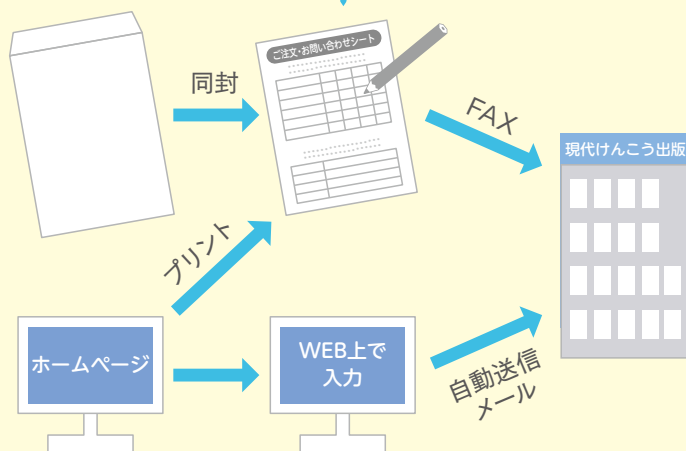 ご注文・お問い合わせシート
同封
FAX
現代けんこう出版
プリント
ホームページ
WEB上で
入力
自動送信
メール